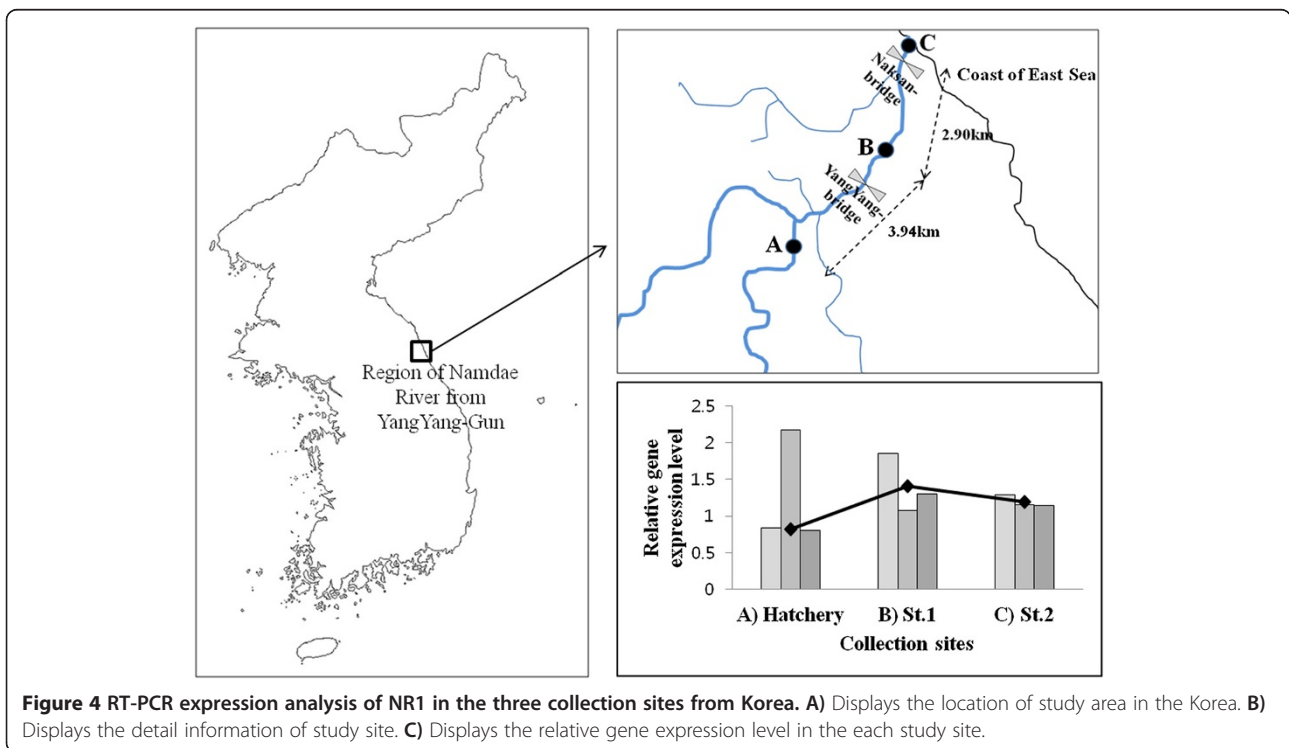 Region of Namdae
River from
YangYang-Gun
C
Naksan-
bridge
Coast of East Sea
2.90km
B
YangYang-
bridge
3.94km
A
Relative gene
expression level
2.5
2
1.5
1
0.5
0
A) Hatchery B) St.1 C) St.2
Collection sites
Figure 4 RT-PCR expression analysis of NR1 in the three collection sites from Korea. A) Displays the location of study area in the Korea. B)
Displays the detail information of study site. C) Displays the relative gene expression level in the each study site.